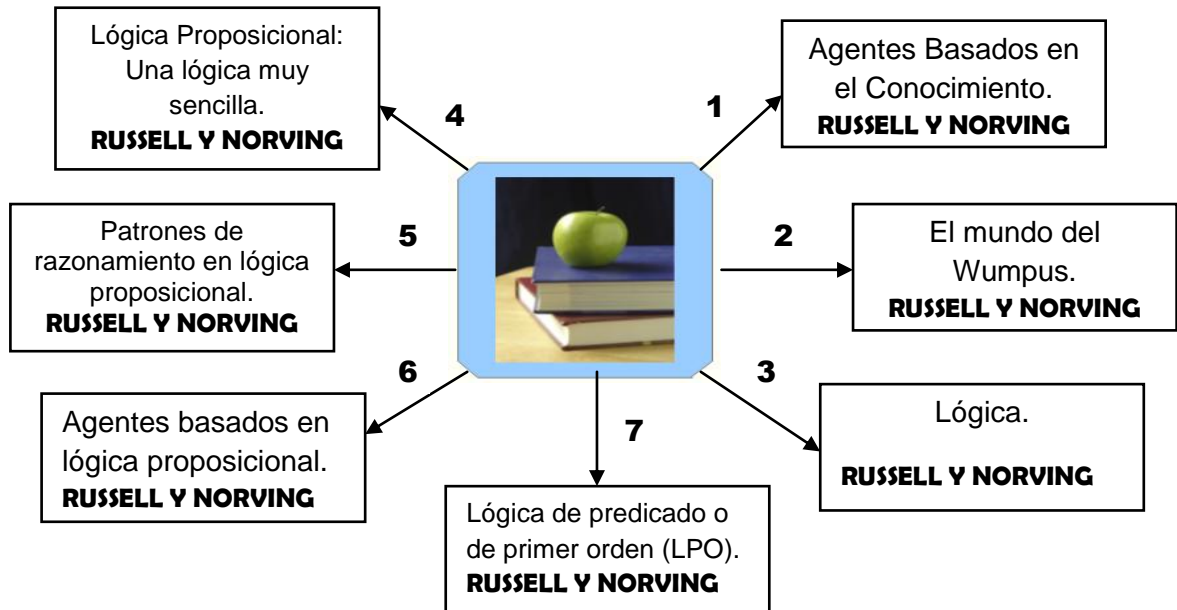 Lógica Proposicional:
Una lógica muy
sencilla.
RUSSELL Y NORVING
4
1
Agentes Basados en
el Conocimiento.
RUSSELL Y NORVING
Patrones de
razonamiento en lógica
proposicional.
RUSSELL Y NORVING
5
2
El mundo del
Wumpus.
RUSSELL Y NORVING
6
Agentes basados en
lógica proposicional.
RUSSELL Y NORVING
3
Lógica.
RUSSELL Y NORVING
7
Lógica de predicado o
de primer orden (LPO).
RUSSELL Y NORVING